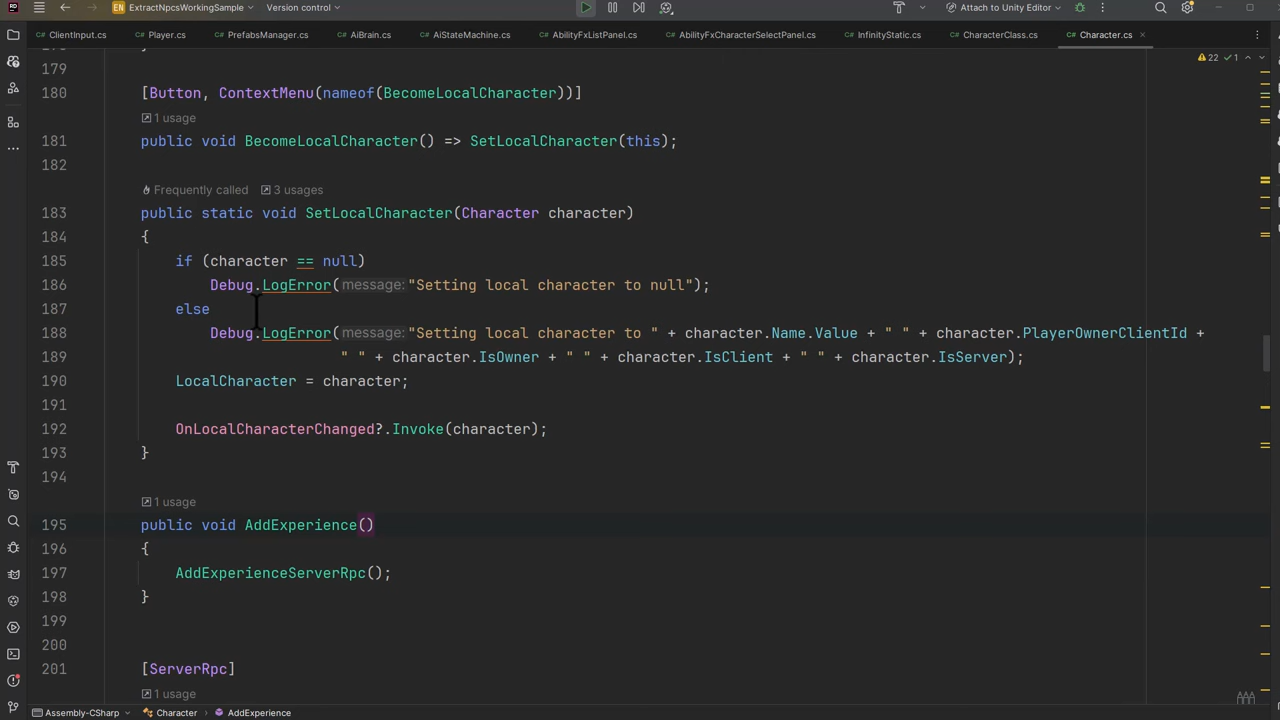 EN ExtractNpcsWorkingSample Version control Attach to Unity Editor
ClientInput.cs Player.cs PrefabsManager.cs AiBrain.cs AiStateMachine.cs AbilityFxListPanel.cs AbilityFxCharacterSelectPanel.cs InfinityStatic.cs CharacterClass.cs Character.cs
22 1
179
180 [Button, ContextMenu(nameof(BecomeLocalCharacter))]
1 usage
181 public void BecomeLocalCharacter() => SetLocalCharacter(this);
182
Frequently called 3 usages
183 public static void SetLocalCharacter(Character character)
184 {
185 if (character == null)
186 Debug.LogError(message: "Setting local character to null");
187 else
188 Debug.LogError(message: "Setting local character to " + character.Name.Value + " " + character.PlayerOwnerClientId +
189 " " + character.IsOwner + " " + character.IsClient + " " + character.IsServer);
190 LocalCharacter = character;
191
192 OnLocalCharacterChanged?.Invoke(character);
193 }
194
1 usage
195 public void AddExperience()
196 {
197 AddExperienceServerRpc();
198 }
199
200
201 [ServerRpc]
1 usage
Assembly-CSharp Character AddExperience